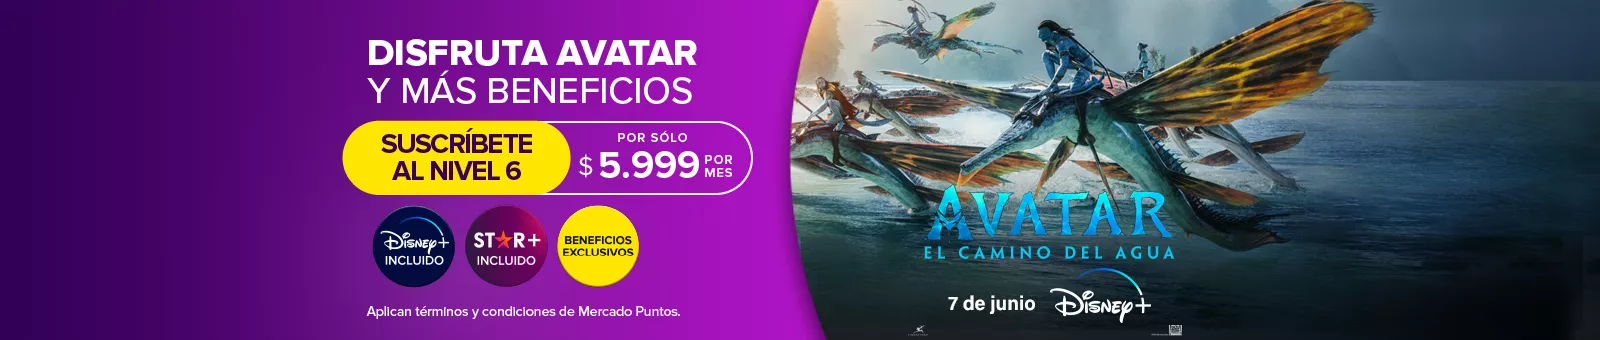 DISFRUTA AVATAR
Y MÁS BENEFICIOS
SUSCRÍBETE
AL NIVEL 6
POR SÓLO
$ 5.999 POR MES
Disney+
INCLUIDO
STAR+
INCLUIDO
BENEFICIOS
EXCLUSIVOS
Aplican términos y condiciones de Mercado Puntos.
AVATAR
EL CAMINO DEL AGUA
7 de junio Disney+